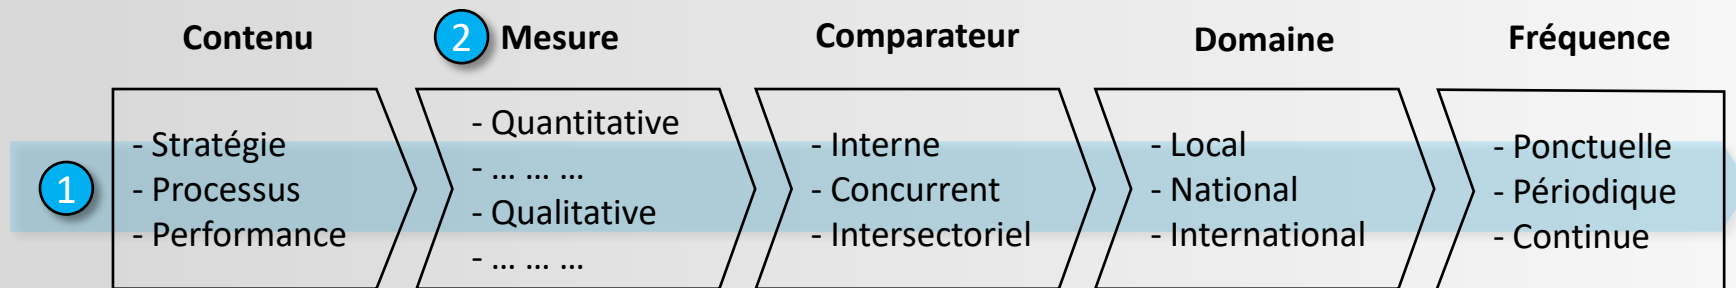 Contenu
2 Mesure
Comparateur
Domaine
Fréquence
1
- Stratégie
- Processus
- Performance
- Quantitative
- ... ... ...
- Qualitative
- ... ... ...
- Interne
- Concurrent
- Intersectoriel
- Local
- National
- International
- Ponctuelle
- Périodique
- Continue